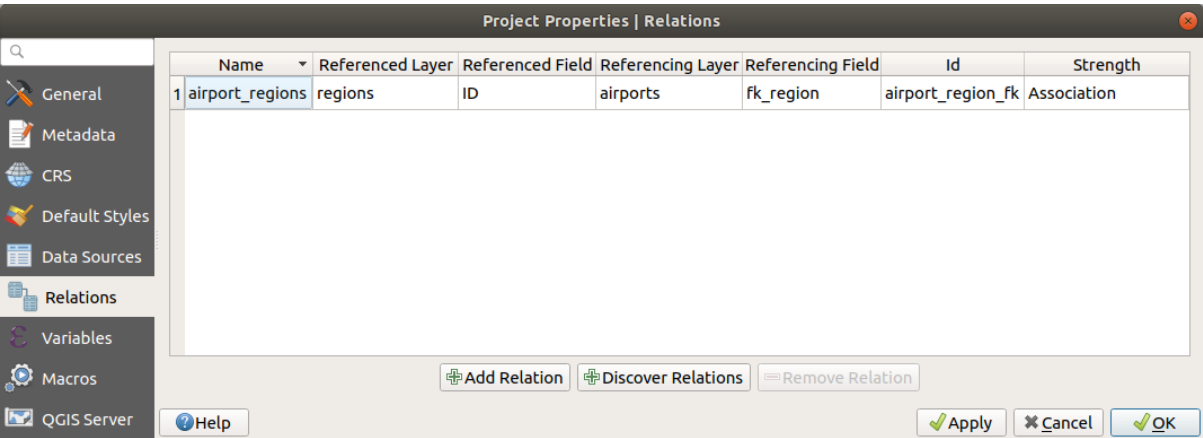 Project Properties | Relations
General
Metadata
CRS
Default Styles
Data Sources
Relations
Variables
Macros
QGIS Server
Name Referenced Layer Referenced Field Referencing Layer Referencing Field Id Strength
1 airport_regions regions ID airports fk_region airport_region_fk Association
Add Relation Discover Relations Remove Relation
Help Apply Cancel OK